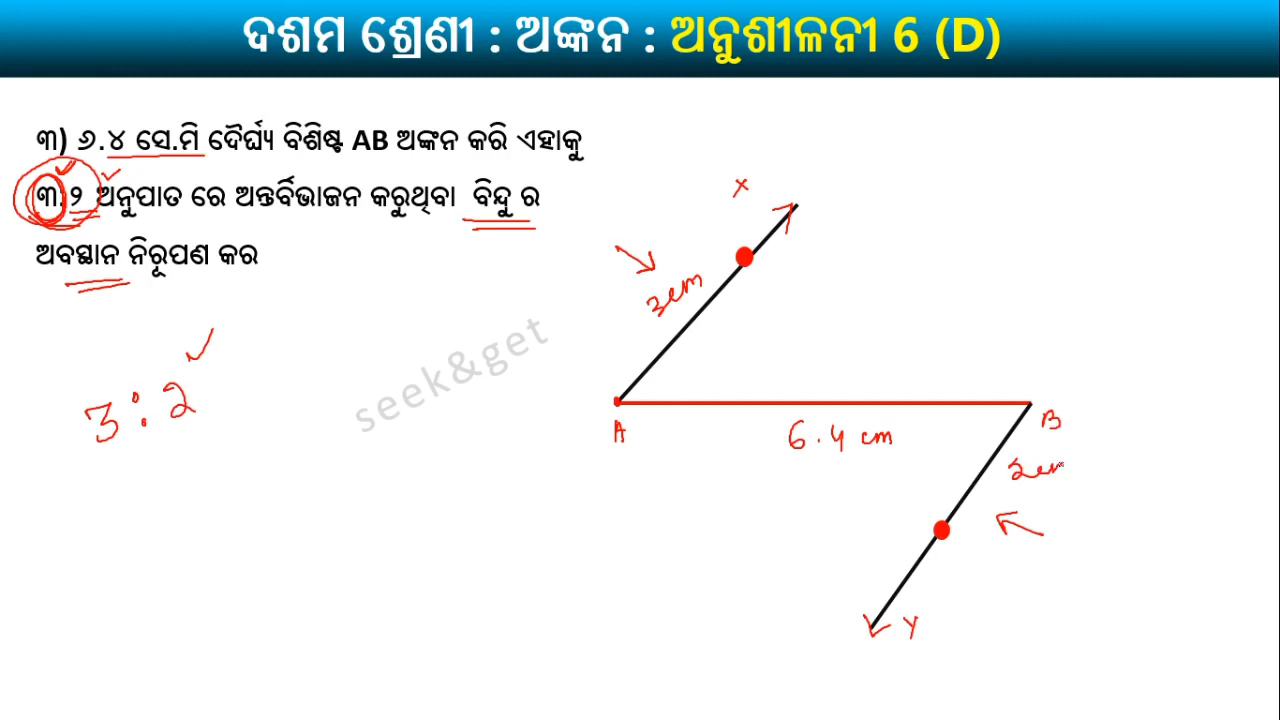 ଦଶମ ଶ୍ରେଣୀ : ଅଙ୍କନ : ଅନୁଶୀଳନୀ 6 (D)
୩) ୬.୪ ସେ.ମି ଦୈର୍ଘ୍ୟ ବିଶିଷ୍ଟ AB ଅଙ୍କନ କରି ଏହାକୁ
୩:୨ ଅନୁପାତ ରେ ଅନ୍ତର୍ବିଭାଜନ କରୁଥିବା ବିନ୍ଦୁ ର
ଅବସ୍ଥାନ ନିରୂପଣ କର
X
3cm
seek&get
3:2
A
6.4 cm
B
Y